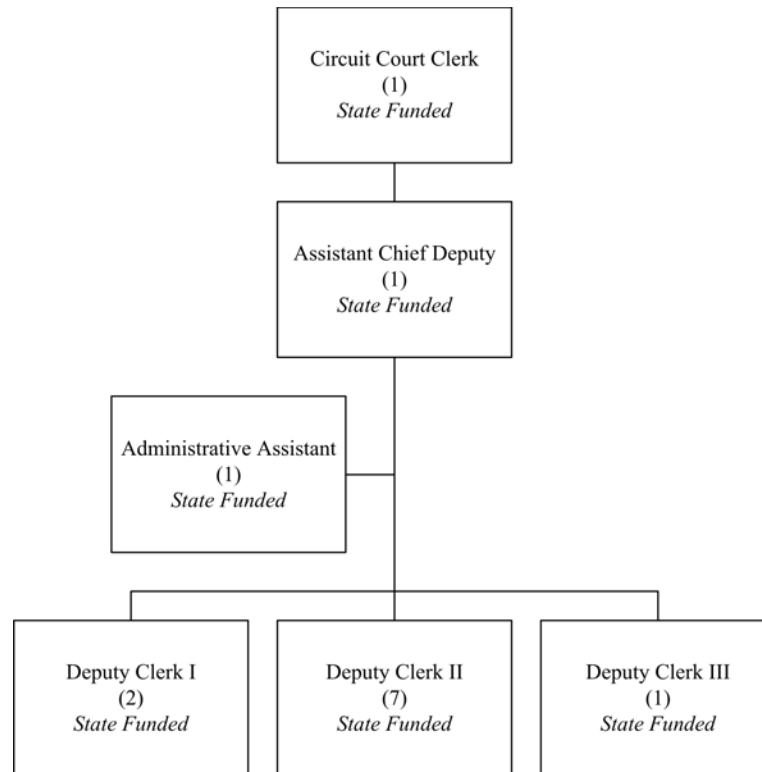 Circuit Court Clerk
(1)
State Funded
Assistant Chief Deputy
(1)
State Funded
Administrative Assistant
(1)
State Funded
Deputy Clerk I
(2)
State Funded
Deputy Clerk II
(7)
State Funded
Deputy Clerk III
(1)
State Funded